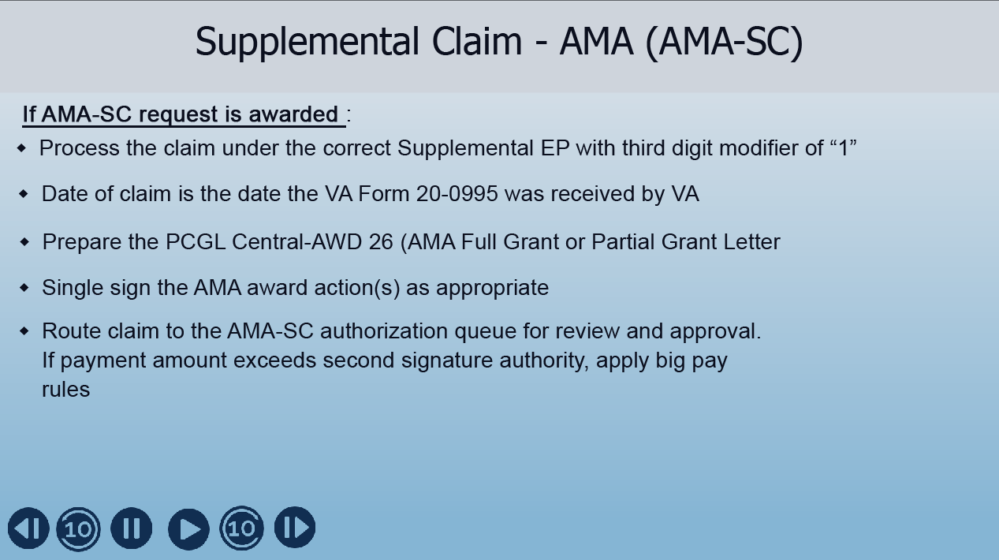 Supplemental Claim - AMA (AMA-SC)
If AMA-SC request is awarded :
◆ Process the claim under the correct Supplemental EP with third digit modifier of “1”
◆ Date of claim is the date the VA Form 20-0995 was received by VA
◆ Prepare the PCGL Central-AWD 26 (AMA Full Grant or Partial Grant Letter
◆ Single sign the AMA award action(s) as appropriate
◆ Route claim to the AMA-SC authorization queue for review and approval.
If payment amount exceeds second signature authority, apply big pay
rules
10 10